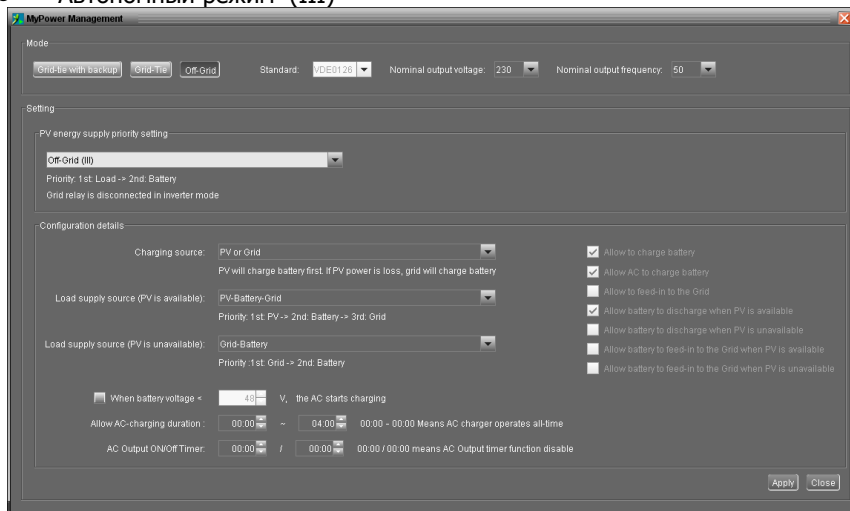 Автономный режим (III)
MyPower Management
Mode
Grid-tie with backup Grid-Tie Off-Grid Standard: VDE0126 Nominal output voltage: 230 Nominal output frequency: 50
Setting
PV energy supply priority setting
Off-Grid (III)
Priority: 1st: Load -> 2nd: Battery
Grid relay is disconnected in inverter mode
Configuration details
Charging source: PV or Grid
PV will charge battery first. If PV power is loss, grid will charge battery
Load supply source (PV is available): PV-Battery-Grid
Priority: 1st: PV -> 2nd: Battery -> 3rd: Grid
Load supply source (PV is unavailable): Grid-Battery
Priority :1st: Grid -> 2nd: Battery
Allow to charge battery
Allow AC to charge battery
Allow to feed-in to the Grid
Allow battery to discharge when PV is available
Allow battery to discharge when PV is unavailable
Allow battery to feed-in to the Grid when PV is available
Allow battery to feed-in to the Grid when PV is unavailable
When battery voltage < 48 V, the AC starts charging
Allow AC-charging duration : 00:00 ~ 04:00 00:00 - 00:00 Means AC charger operates all-time
AC Output ON/Off Timer: 00:00 / 00:00 00:00 / 00:00 means AC Output timer function disable
Apply Close